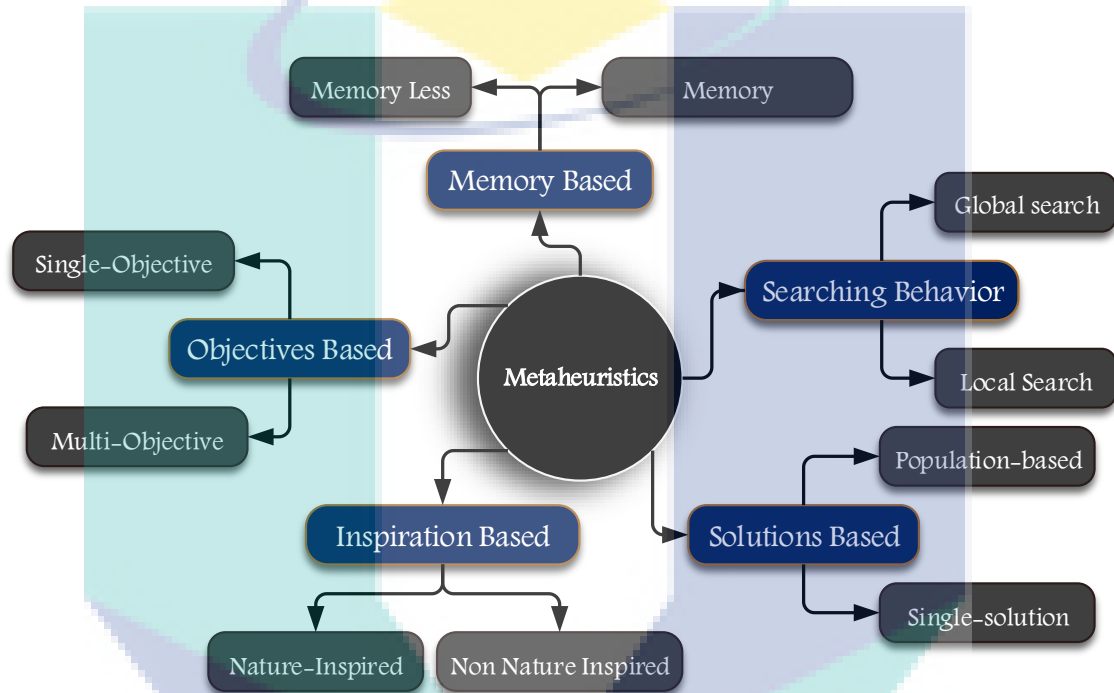 Memory Less
Memory
Memory Based
Global search
Single-Objective
Searching Behavior
Objectives Based
Metaheuristics
Local Search
Multi-Objective
Population-based
Inspiration Based
Solutions Based
Single-solution
Nature-Inspired
Non Nature Inspired